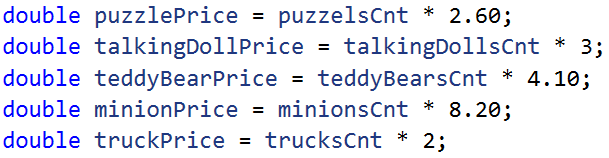 double puzzlePrice = puzzelsCnt * 2.60;
double talkingDollPrice = talkingDollsCnt * 3;
double teddyBearPrice = teddyBearsCnt * 4.10;
double minionPrice = minionsCnt * 8.20;
double truckPrice = trucksCnt * 2;